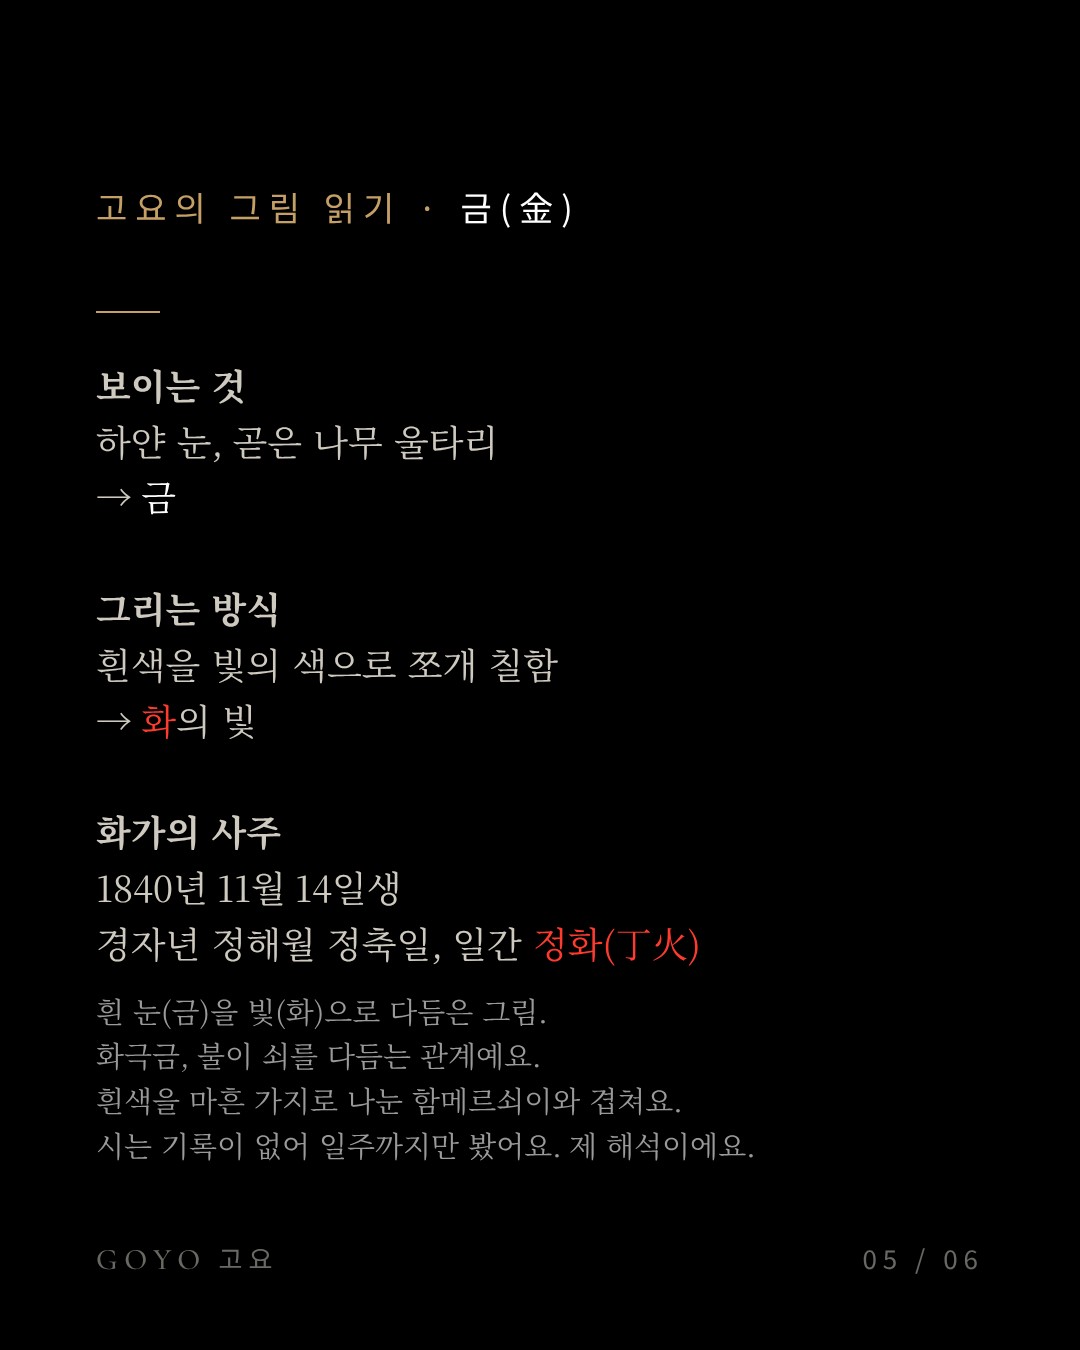 고요의 그림 읽기 · 금(金)
보이는 것
하얀 눈, 곧은 나무 울타리
→ 금
그리는 방식
흰색을 빛의 색으로 쪼개 칠함
→ 화의 빛
화가의 사주
1840년 11월 14일생
경자년 정해월 정축일, 일간 정화(丁火)
흰 눈(금)을 빛(화)으로 다듬은 그림.
화극금, 불이 쇠를 다듬는 관계예요.
흰색을 마흔 가지로 나눈 함메르쇠이와 겹쳐요.
시는 기록이 없어 일주까지만 봤어요. 제 해석이에요.
GOYO 고요
05 / 06